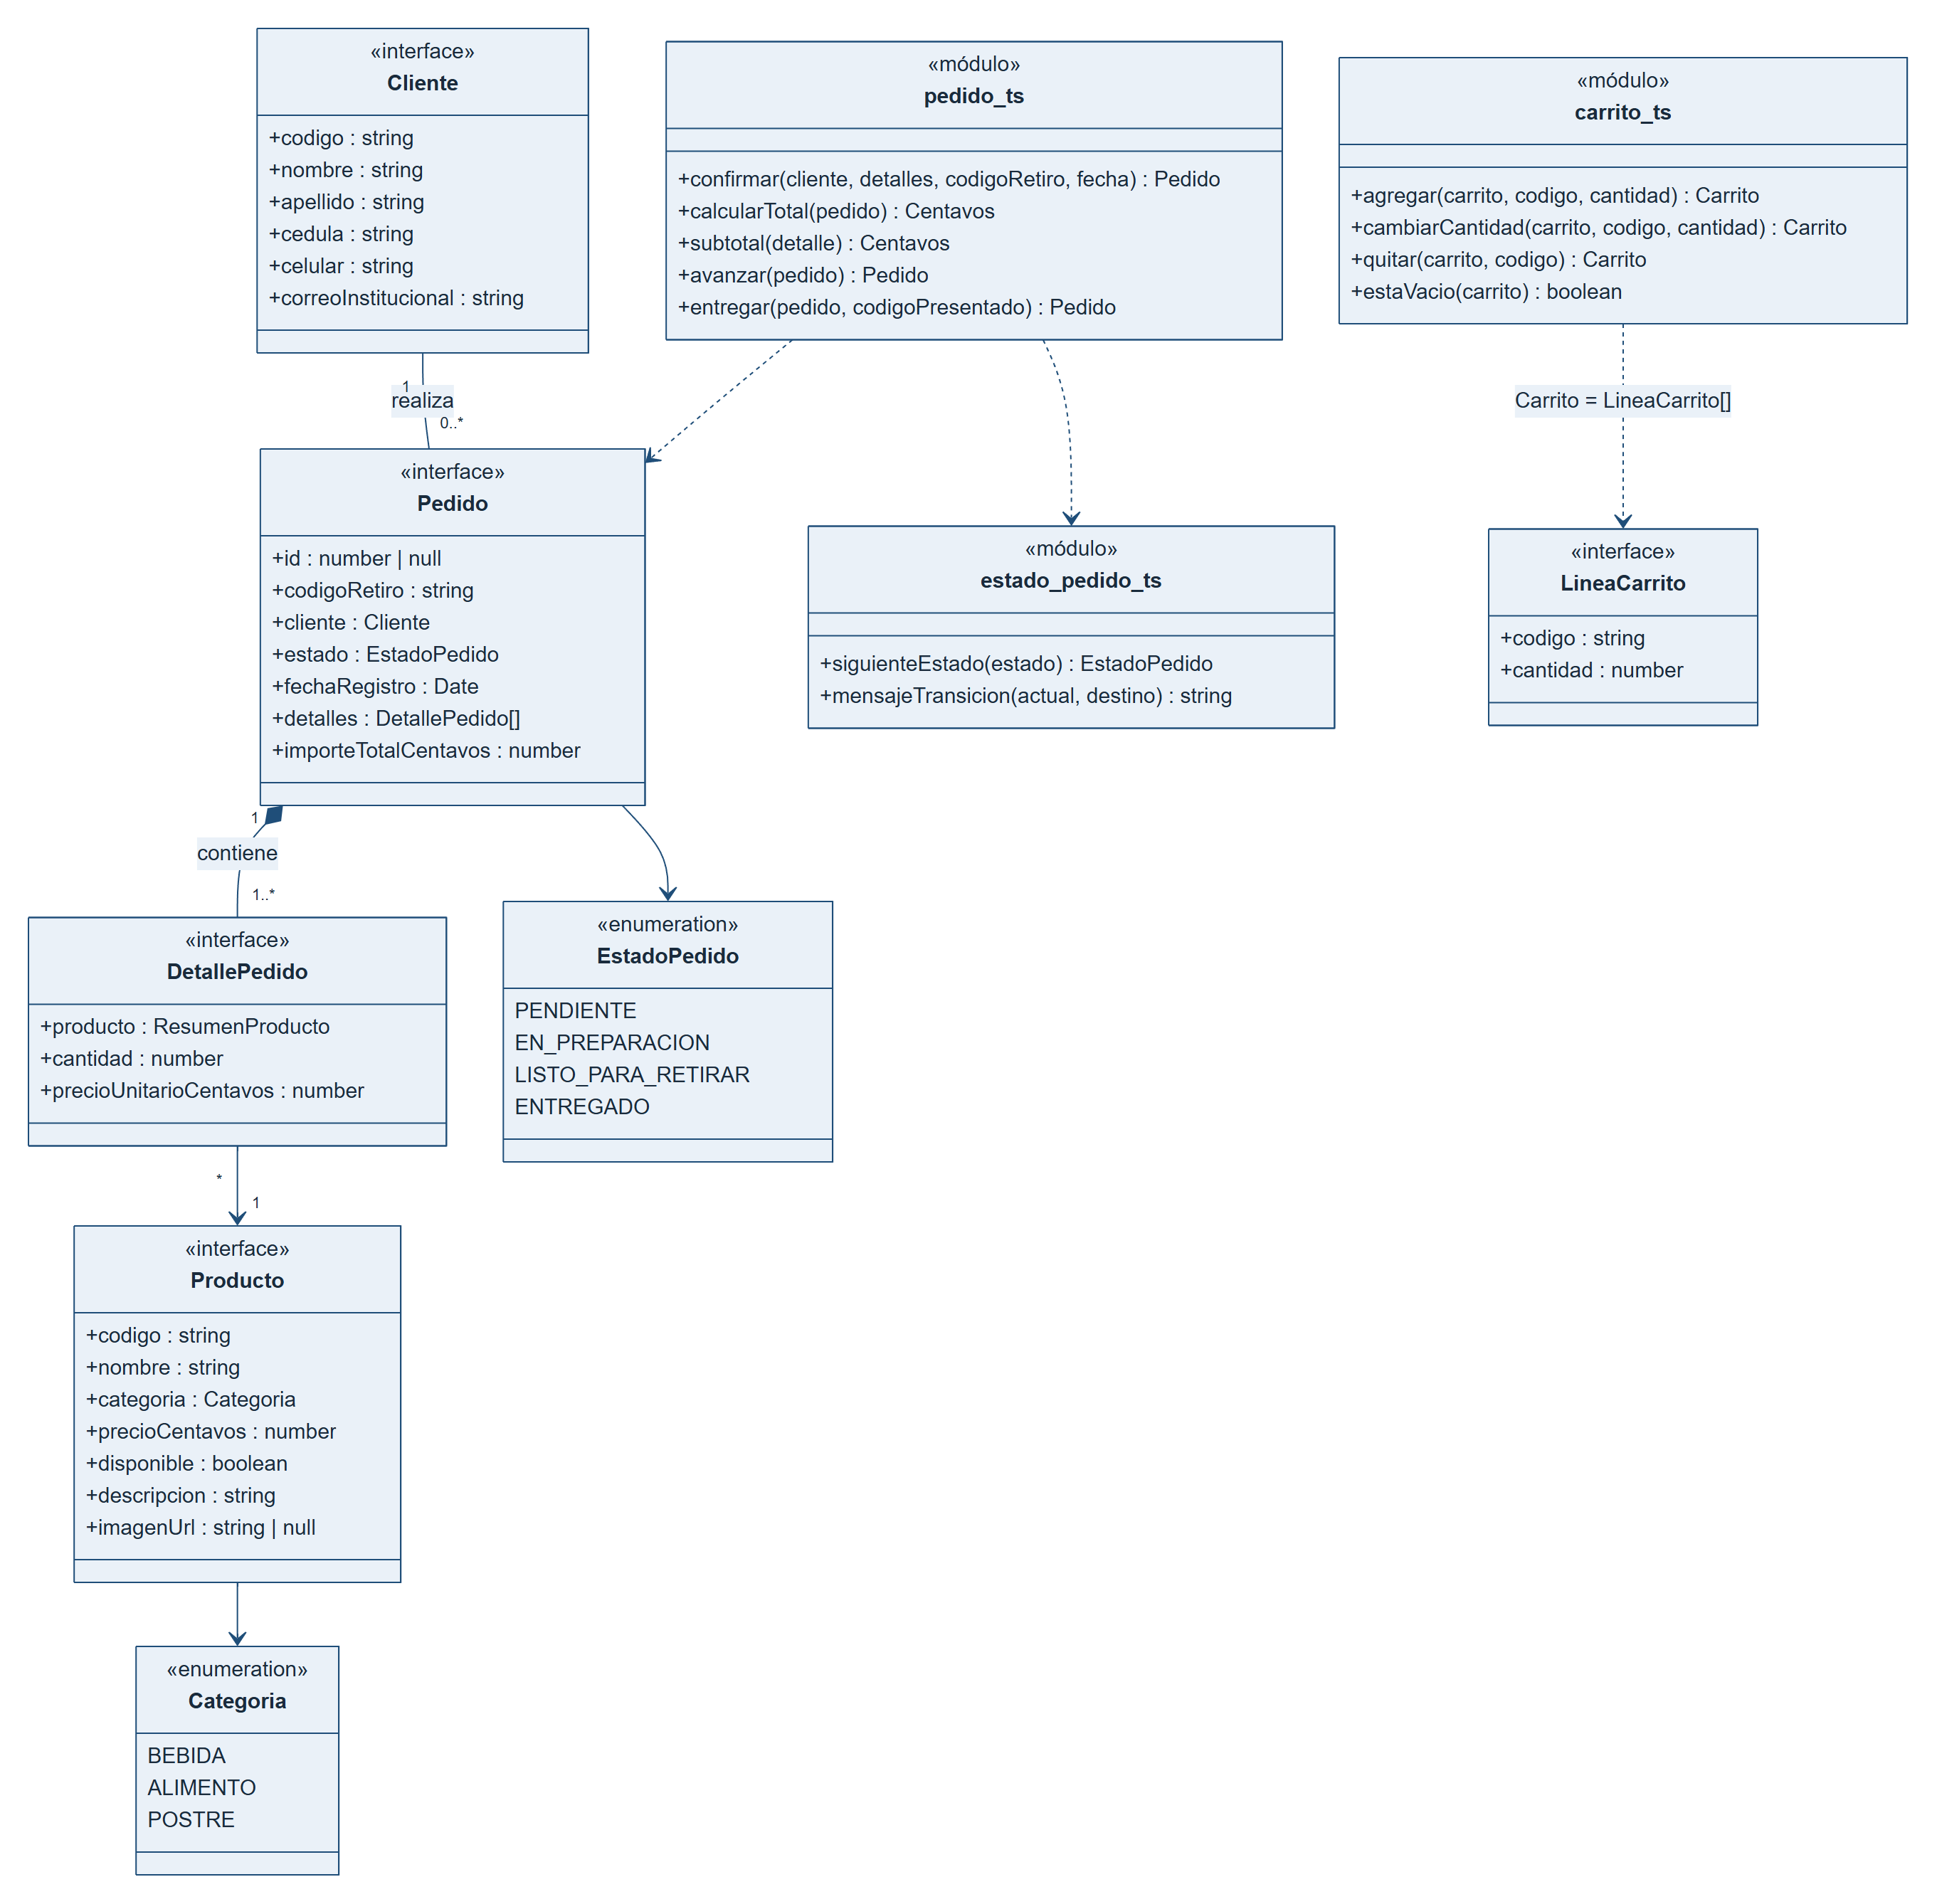 «interface»
Cliente
+codigo : string
+nombre : string
+apellido : string
+cedula : string
+celular : string
+correoInstitucional : string
«módulo»
pedido_ts
+confirmar(cliente, detalles, codigoRetiro, fecha) : Pedido
+calcularTotal(pedido) : Centavos
+subtotal(detalle) : Centavos
+avanzar(pedido) : Pedido
+entregar(pedido, codigoPresentado) : Pedido
«módulo»
carrito_ts
+agregar(carrito, codigo, cantidad) : Carrito
+cambiarCantidad(carrito, codigo, cantidad) : Carrito
+quitar(carrito, codigo) : Carrito
+estaVacio(carrito) : boolean
1
realiza
0..*
Carrito = LineaCarrito[]
«interface»
Pedido
+id : number | null
+codigoRetiro : string
+cliente : Cliente
+estado : EstadoPedido
+fechaRegistro : Date
+detalles : DetallePedido[]
+importeTotalCentavos : number
«módulo»
estado_pedido_ts
+siguienteEstado(estado) : EstadoPedido
+mensajeTransicion(actual, destino) : string
«interface»
LineaCarrito
+codigo : string
+cantidad : number
1
contiene
1..*
«interface»
DetallePedido
+producto : ResumenProducto
+cantidad : number
+precioUnitarioCentavos : number
«enumeration»
EstadoPedido
PENDIENTE
EN_PREPARACION
LISTO_PARA_RETIRAR
ENTREGADO
*
1
«interface»
Producto
+codigo : string
+nombre : string
+categoria : Categoria
+precioCentavos : number
+disponible : boolean
+descripcion : string
+imagenUrl : string | null
«enumeration»
Categoria
BEBIDA
ALIMENTO
POSTRE